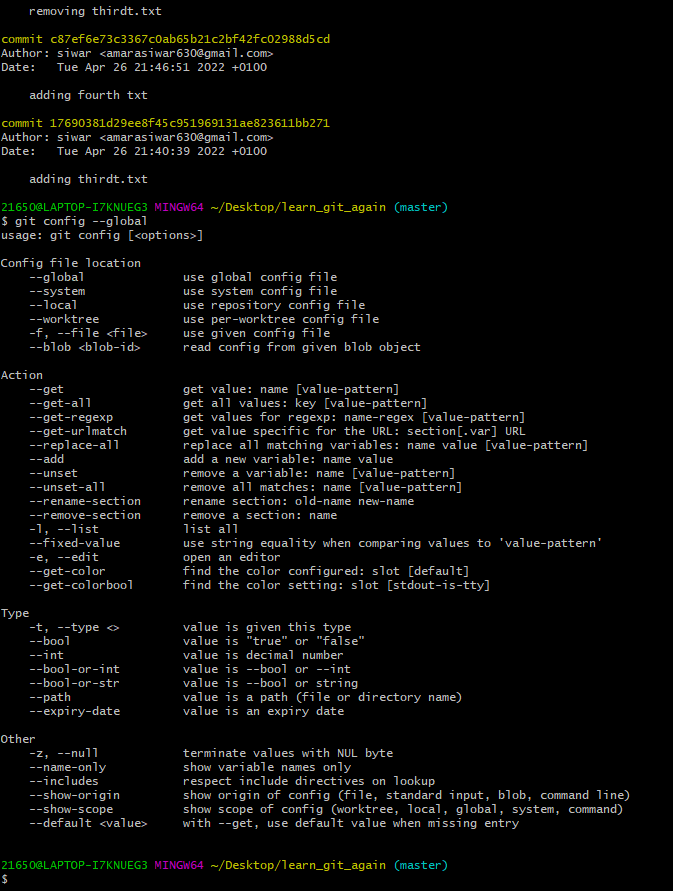 removing thirdt.txt
commit c87ef6e73c3367c0ab65b21c2bf42fc02988d5cd
Author: siwar <amarasiwar630@gmail.com>
Date:   Tue Apr 26 21:46:51 2022 +0100
adding fourth txt
commit 17690381d29ee8f45c951969131ae823611bb271
Author: siwar <amarasiwar630@gmail.com>
Date:   Tue Apr 26 21:40:39 2022 +0100
adding thirdt.txt
21650@LAPTOP-I7KNUEG3 MINGW64 ~/Desktop/learn_git_again (master)
$ git config --global
usage: git config [<options>]
Config file location
    --global              use global config file
    --system              use system config file
    --local               use repository config file
    --worktree            use per-worktree config file
    -f, --file <file>     use given config file
    --blob <blob-id>      read config from given blob object
Action
    --get                 get value: name [value-pattern]
    --get-all             get all values: key [value-pattern]
    --get-regexp          get values for regexp: name-regex [value-pattern]
    --get-urlmatch        get value specific for the URL: section[.var] URL
    --replace-all         replace all matching variables: name value [value-pattern]
    --add                 add a new variable: name value
    --unset               remove a variable: name [value-pattern]
    --unset-all           remove all matches: name [value-pattern]
    --rename-section      rename section: old-name new-name
    --remove-section      remove a section: name
    -l, --list            list all
    --fixed-value         use string equality when comparing values to 'value-pattern'
    -e, --edit            open an editor
    --get-color           find the color configured: slot [default]
    --get-colorbool       find the color setting: slot [stdout-is-tty]
Type
    -t, --type <>         value is given this type
    --bool                value is "true" or "false"
    --int                 value is decimal number
    --bool-or-int         value is --bool or --int
    --bool-or-str         value is --bool or string
    --path                value is a path (file or directory name)
    --expiry-date         value is an expiry date
Other
    -z, --null            terminate values with NUL byte
    --name-only           show variable names only
    --includes            respect include directives on lookup
    --show-origin         show origin of config (file, standard input, blob, command line)
    --show-scope          show scope of config (worktree, local, global, system, command)
    --default <value>     with --get, use default value when missing entry
21650@LAPTOP-I7KNUEG3 MINGW64 ~/Desktop/learn_git_again (master)
$